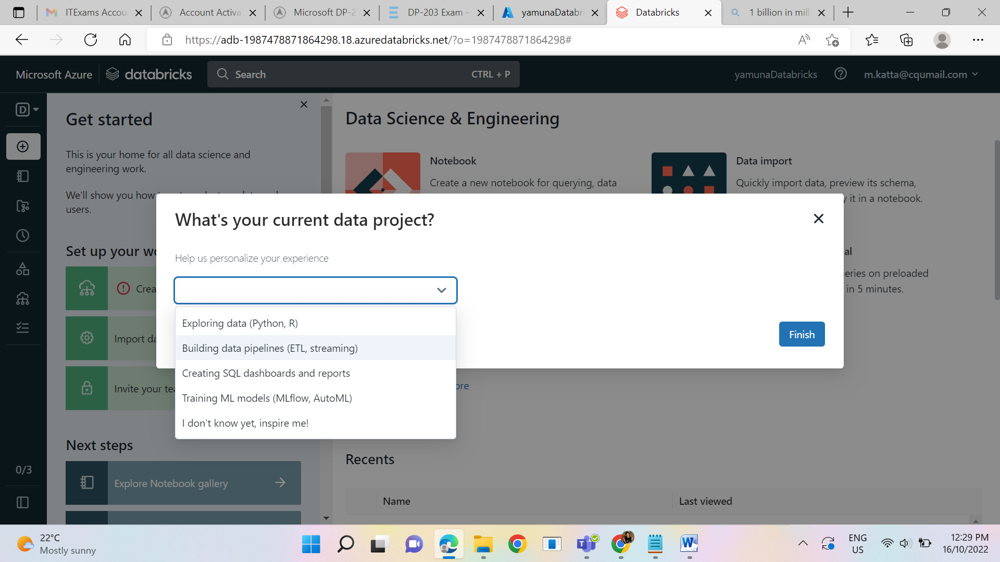 ITExams Accou
Account Activa
Microsoft DP-2
DP-203 Exam –
yamunaDatabri
Databricks
1 billion in mill
https://adb-1987478871864298.18.azuredatabricks.net/?o=1987478871864298#
Microsoft Azure
databricks
Search
CTRL + P
yamunaDatabricks
m.katta@cqumail.com
Get started
This is your home for all data science and
engineering work.
We'll show you how
users.
Set up your wo
Crea
Import da
Invite your tea
Next steps
Explore Notebook gallery
0/3
Data Science & Engineering
Notebook
Create a new notebook for querying, data
Data import
Quickly import data, preview its schema,
it in a notebook.
al
eries on preloaded
in 5 minutes.
What's your current data project?
Help us personalize your experience
Exploring data (Python, R)
Building data pipelines (ETL, streaming)
Creating SQL dashboards and reports
Training ML models (MLflow, AutoML)
I don't know yet, inspire me!
Finish
ore
Recents
Name
Last viewed
22°C
Mostly sunny
ENG
US
12:29 PM
16/10/2022